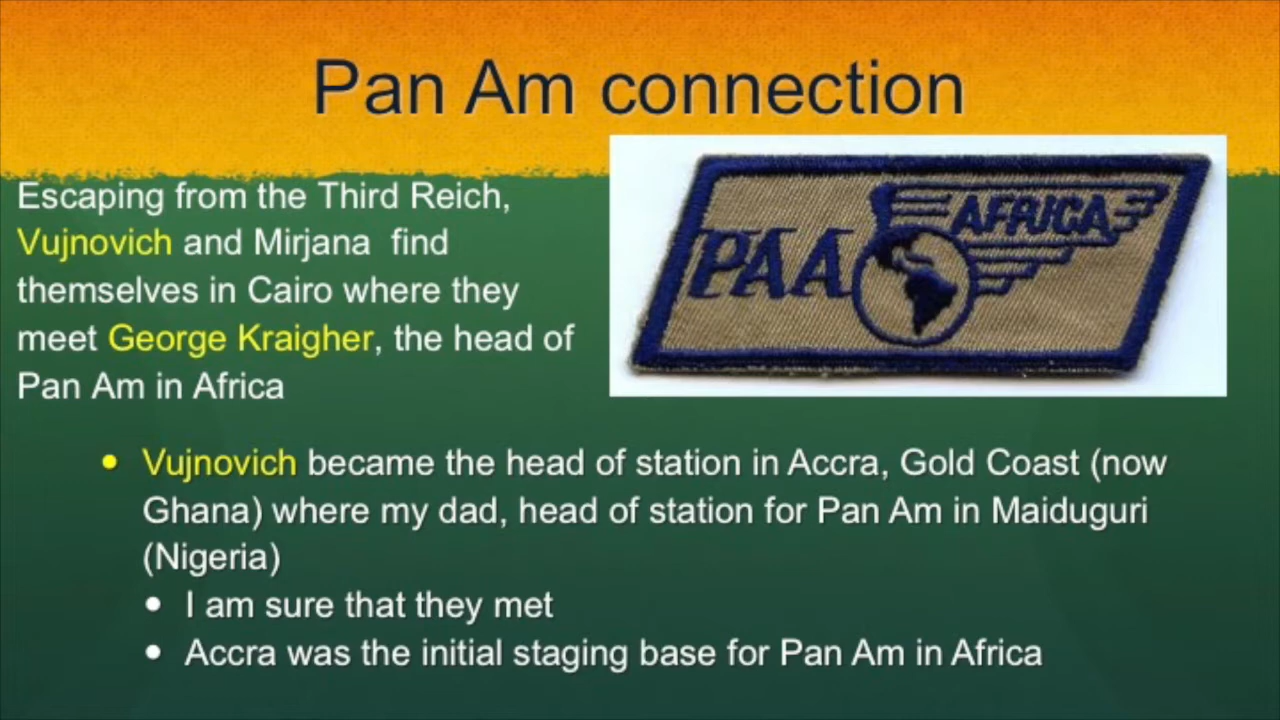 Pan Am connection
Escaping from the Third Reich,
Vujnovich and Mirjana find
themselves in Cairo where they
meet George Kraigher, the head of
Pan Am in Africa
PAA AFRICA
• Vujnovich became the head of station in Accra, Gold Coast (now
Ghana) where my dad, head of station for Pan Am in Maiduguri
(Nigeria)
• I am sure that they met
• Accra was the initial staging base for Pan Am in Africa